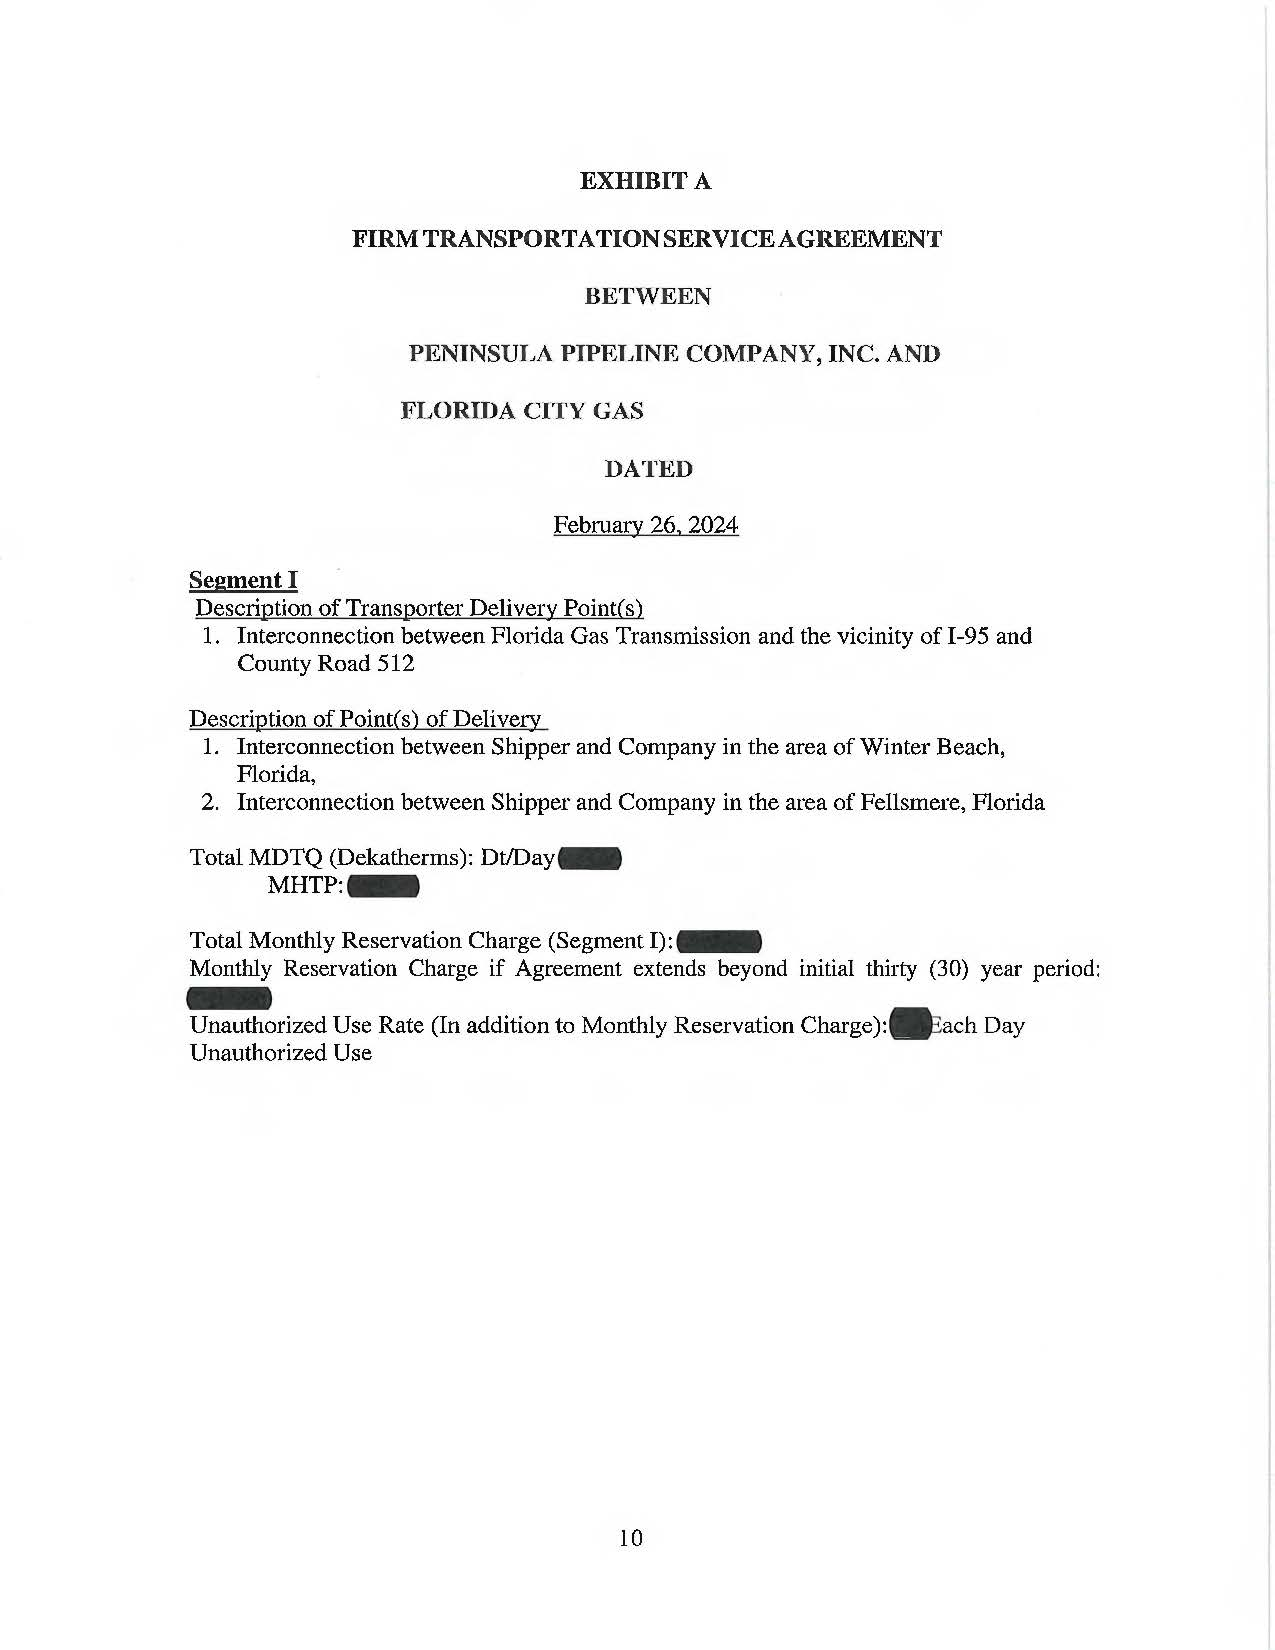 EXHIBIT A
FIRM TRANSPORTATION SERVICE AGREEMENT
BETWEEN
PENINSULA PIPELINE COMPANY, INC. AND
FLORIDA CITY GAS
DATED
February 26, 2024
Segment I
Description of Transporter Delivery Point(s)
1. Interconnection between Florida Gas Transmission and the vicinity of I-95 and
County Road 512
Description of Point(s) of Delivery
1. Interconnection between Shipper and Company in the area of Winter Beach,
Florida,
2. Interconnection between Shipper and Company in the area of Fellsmere, Florida
Total MDTQ (Dekatherms): Dt/Day
MHTP:
Total Monthly Reservation Charge (Segment I):
Monthly Reservation Charge if Agreement extends beyond initial thirty (30) year period:
Unauthorized Use Rate (In addition to Monthly Reservation Charge): Each Day
Unauthorized Use
10